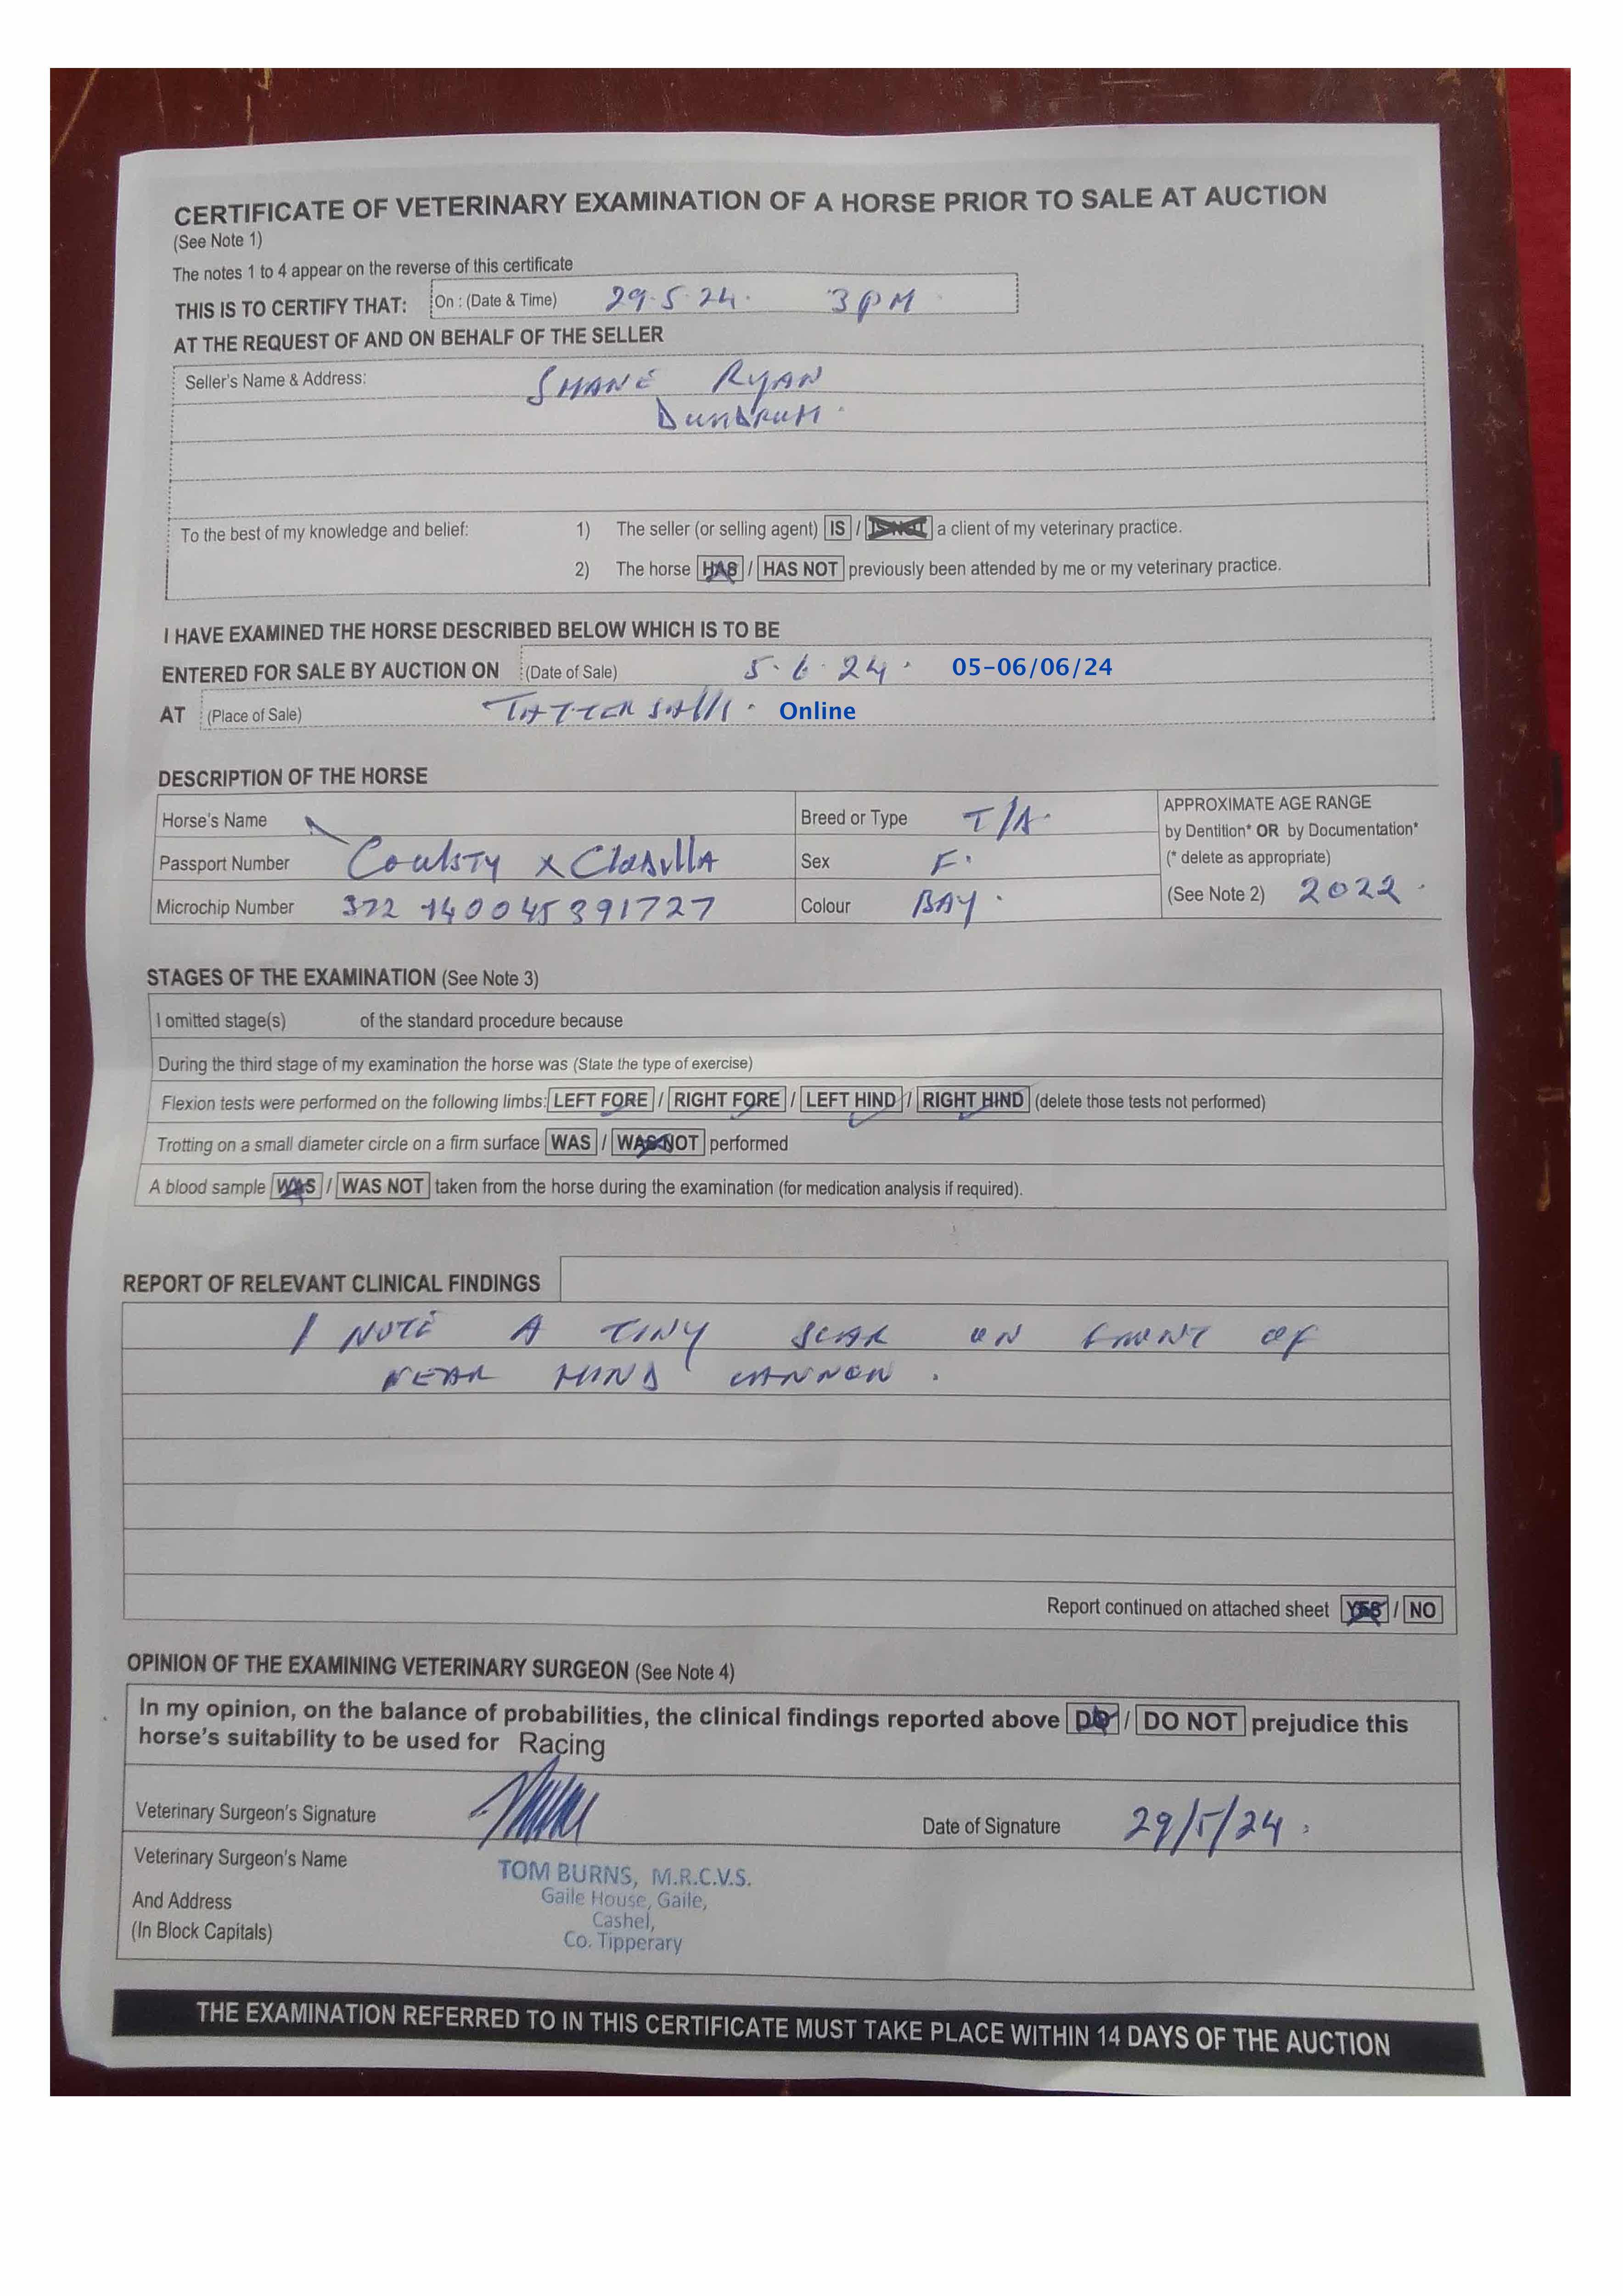 CERTIFICATE OF VETERINARY EXAMINATION OF A HORSE PRIOR TO SALE AT AUCTION
(See Note 1)
The notes 1 to 4 appear on the reverse of this certificate
THIS IS TO CERTIFY THAT: On : (Date & Time) 29.5.24. 3PM.
AT THE REQUEST OF AND ON BEHALF OF THE SELLER
Seller's Name & Address: SHANE RYAN
DUNDRUM.
To the best of my knowledge and belief: 1) The seller (or selling agent) IS / IS NOT a client of my veterinary practice.
2) The horse HAS / HAS NOT previously been attended by me or my veterinary practice.
I HAVE EXAMINED THE HORSE DESCRIBED BELOW WHICH IS TO BE
ENTERED FOR SALE BY AUCTION ON (Date of Sale) 5.6.24. 05-06/06/24
AT (Place of Sale) TATTERSALLS. Online
DESCRIPTION OF THE HORSE
Horse's Name Breed or Type T/A. APPROXIMATE AGE RANGE
by Dentition* OR by Documentation*
Passport Number Coulsty x Clasulla Sex F. (* delete as appropriate)
Microchip Number 372 140045391727 Colour BAY. (See Note 2) 2022.
STAGES OF THE EXAMINATION (See Note 3)
I omitted stage(s) of the standard procedure because
During the third stage of my examination the horse was (State the type of exercise)
Flexion tests were performed on the following limbs: LEFT FORE / RIGHT FORE / LEFT HIND / RIGHT HIND (delete those tests not performed)
Trotting on a small diameter circle on a firm surface WAS / WAS NOT performed
A blood sample WAS / WAS NOT taken from the horse during the examination (for medication analysis if required).
REPORT OF RELEVANT CLINICAL FINDINGS
I NOTE A TINY SCAR ON FRONT OF
NEAR HIND CANNON.
Report continued on attached sheet YES / NO
OPINION OF THE EXAMINING VETERINARY SURGEON (See Note 4)
In my opinion, on the balance of probabilities, the clinical findings reported above DO / DO NOT prejudice this
horse's suitability to be used for Racing
Veterinary Surgeon's Signature Date of Signature 29/5/24.
Veterinary Surgeon's Name TOM BURNS, M.R.C.V.S.
And Address Gaile House, Gaile,
Cashel,
(In Block Capitals) Co. Tipperary
THE EXAMINATION REFERRED TO IN THIS CERTIFICATE MUST TAKE PLACE WITHIN 14 DAYS OF THE AUCTION